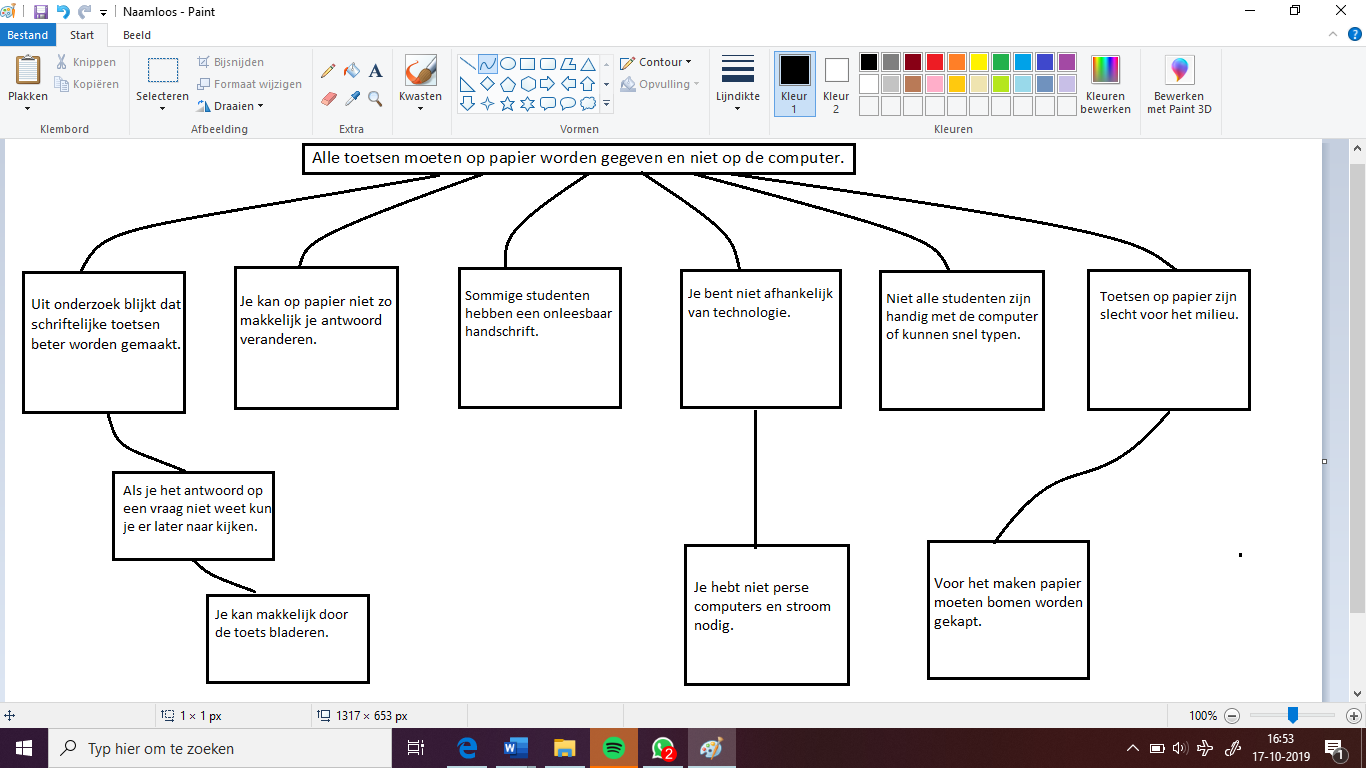 Naamloos - Paint
Bestand Start Beeld
Plakken
Knippen
Kopiëren
Klembord
Selecteren
Bijsnijden
Formaat wijzigen
Draaien
Afbeelding
A
Extra
Kwasten
Contour
Opvulling
Vormen
Lijndikte
Kleur
1
Kleur
2
Kleuren
bewerken
Kleuren
Bewerken
met Paint 3D
Alle toetsen moeten op papier worden gegeven en niet op de computer.
Uit onderzoek blijkt dat
schriftelijke toetsen
beter worden gemaakt.
Je kan op papier niet zo
makkelijk je antwoord
veranderen.
Sommige studenten
hebben een onleesbaar
handschrift.
Je bent niet afhankelijk
van technologie.
Niet alle studenten zijn
handig met de computer
of kunnen snel typen.
Toetsen op papier zijn
slecht voor het milieu.
Als je het antwoord op
een vraag niet weet kun
je er later naar kijken.
Je kan makkelijk door
de toets bladeren.
Je hebt niet perse
computers en stroom
nodig.
Voor het maken papier
moeten bomen worden
gekapt.
1 × 1 px
1317 × 653 px
100%
Typ hier om te zoeken
2
16:53
17-10-2019
1